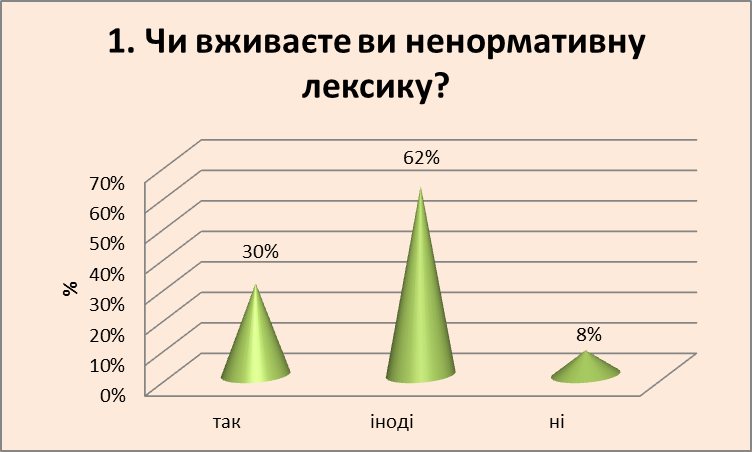 1. Чи вживаєте ви ненормативну
лексику?
62%
70%
60%
50%
40%
30%
20%
10%
0%
%
30%
8%
так
іноді
ні